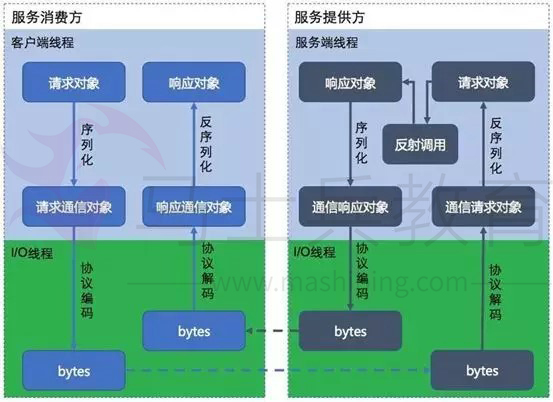 服务消费方
客户端线程
请求对象
响应对象
序列化
反序列化
请求通信对象
响应通信对象
I/O线程
协议编码
协议解码
bytes
bytes
服务提供方
服务端线程
响应对象
请求对象
反射调用
序列化
反序列化
通信响应对象
通信请求对象
I/O线程
协议编码
协议解码
bytes
bytes
马士兵教育